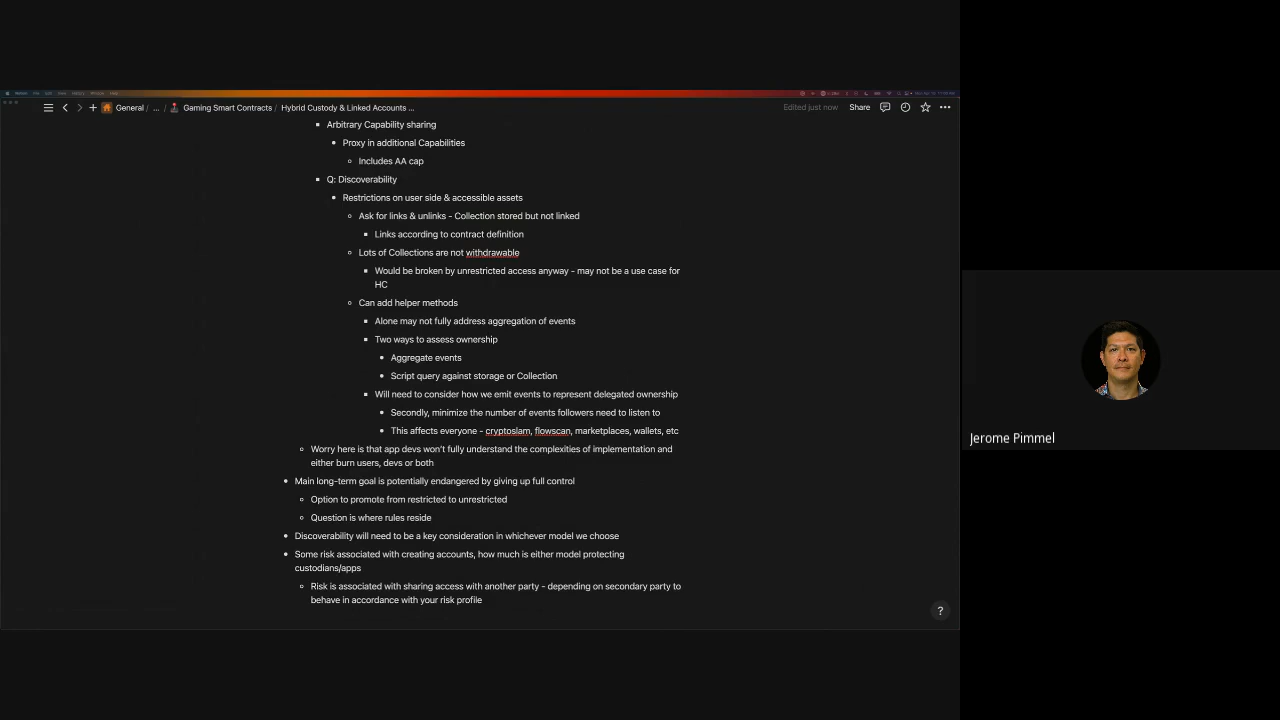 General / ... / Gaming Smart Contracts / Hybrid Custody & Linked Accounts ...
Edited just now Share
Arbitrary Capability sharing
Proxy in additional Capabilities
Includes AA cap
Q: Discoverability
Restrictions on user side & accessible assets
Ask for links & unlinks - Collection stored but not linked
Links according to contract definition
Lots of Collections are not withdrawable
Would be broken by unrestricted access anyway - may not be a use case for
HC
Can add helper methods
Alone may not fully address aggregation of events
Two ways to assess ownership
Aggregate events
Script query against storage or Collection
Will need to consider how we emit events to represent delegated ownership
Secondly, minimize the number of events followers need to listen to
This affects everyone - cryptoslam, flowscan, marketplaces, wallets, etc
Worry here is that app devs won't fully understand the complexities of implementation and
either burn users, devs or both
Main long-term goal is potentially endangered by giving up full control
Option to promote from restricted to unrestricted
Question is where rules reside
Discoverability will need to be a key consideration in whichever model we choose
Some risk associated with creating accounts, how much is either model protecting
custodians/apps
Risk is associated with sharing access with another party - depending on secondary party to
behave in accordance with your risk profile
?
Jerome Pimmel